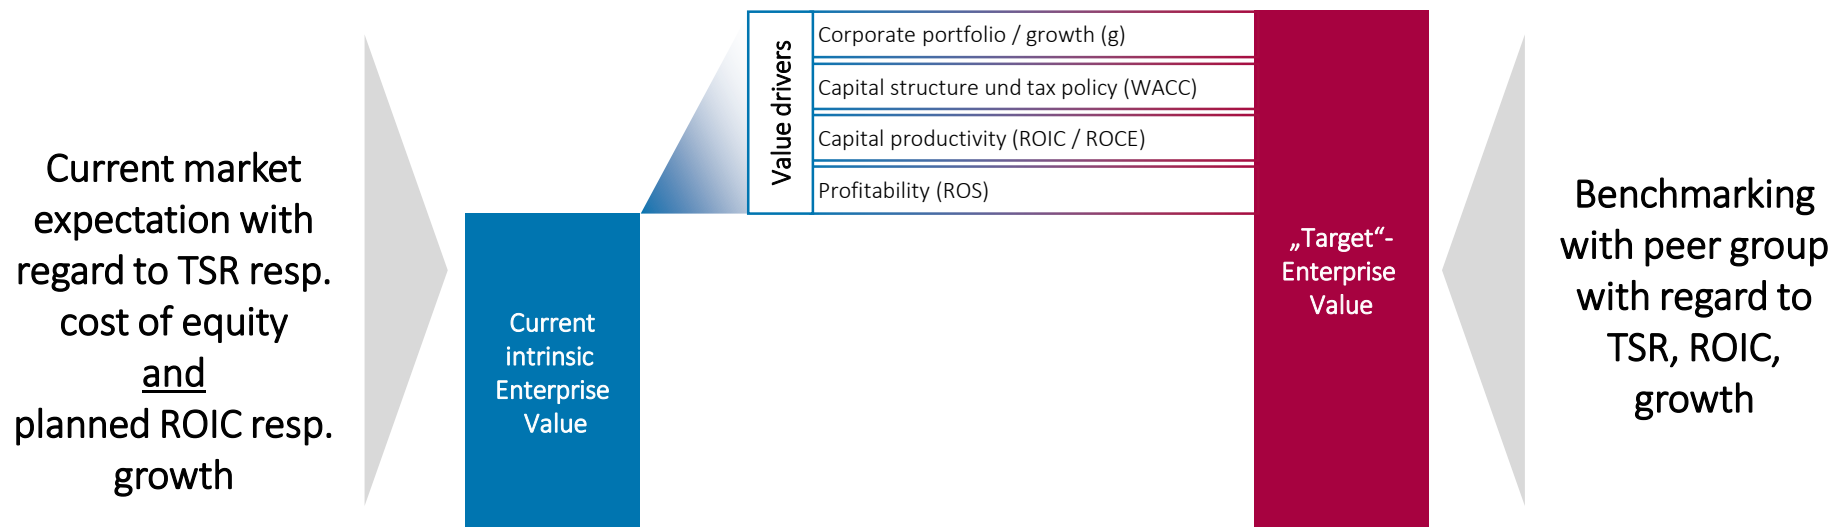 Current market
expectation with
regard to TSR resp.
cost of equity
and
planned ROIC resp.
growth
Current
intrinsic
Enterprise
Value
Value drivers
Corporate portfolio / growth (g)
Capital structure und tax policy (WACC)
Capital productivity (ROIC / ROCE)
Profitability (ROS)
„Target“-
Enterprise
Value
Benchmarking
with peer group
with regard to
TSR, ROIC,
growth